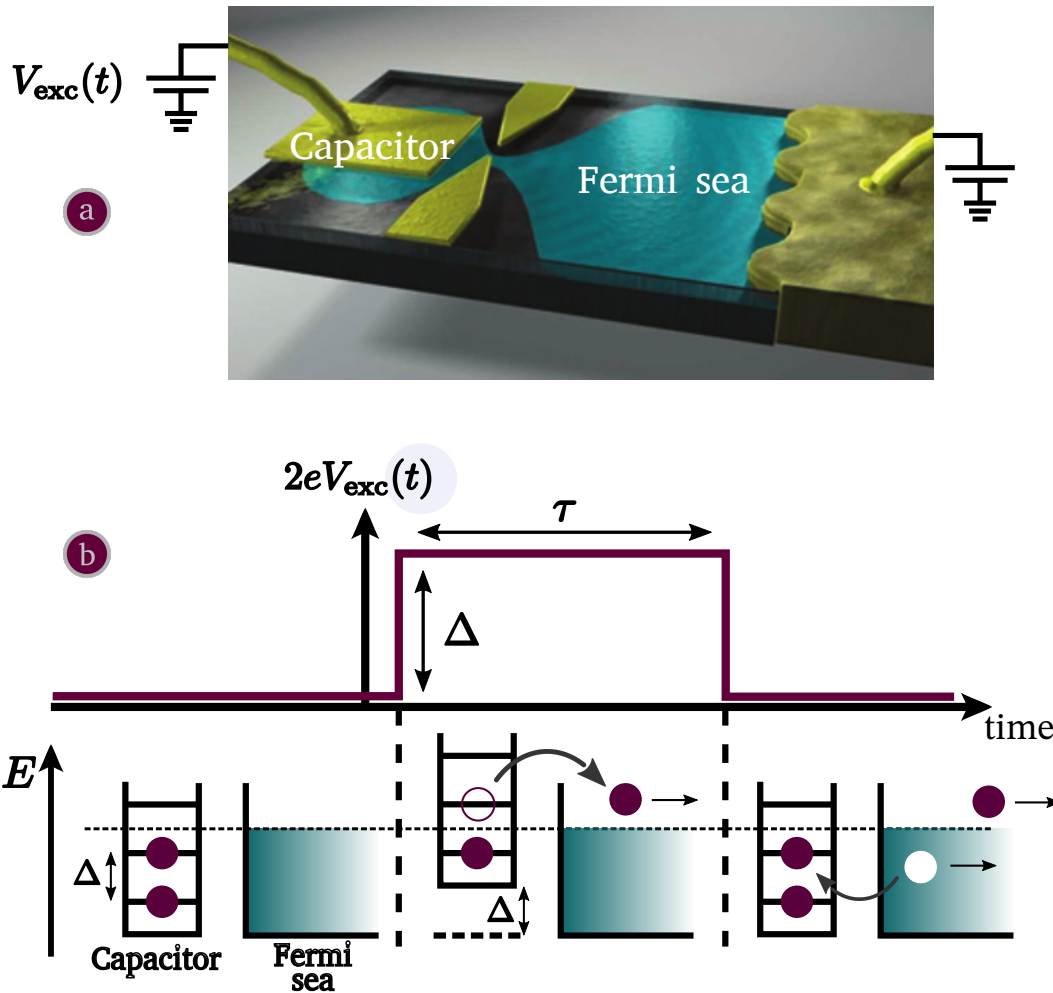 V_exc(t)
Capacitor
Fermi sea
a
2eV_exc(t)
τ
b
Δ
time
E
Δ
Δ
Capacitor
Fermi
sea